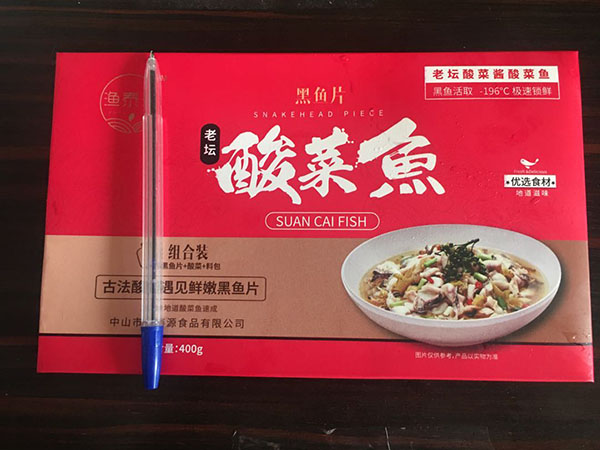 渔泰
黑鱼片
SNAKEHEAD PIECE
老坛酸菜酱酸菜鱼
黑鱼活取 -196°C 极速锁鲜
老坛
酸菜魚
SUAN CAI FISH
优选食材
地道滋味
组合装
黑鱼片+酸菜+料包
古法酸 遇见鲜嫩黑鱼片
地道酸菜鱼速成
中山市 源食品有限公司
量：400g
图片仅供参考，产品以实物为准